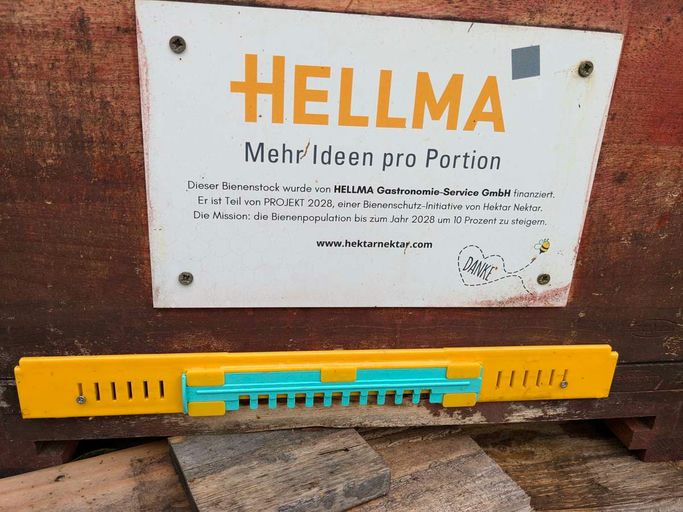 HELLMA
Mehr Ideen pro Portion
Dieser Bienenstock wurde von HELLMA Gastronomie-Service GmbH finanziert.
Er ist Teil von PROJEKT 2028, einer Bienenschutz-Initiative von Hektar Nektar.
Die Mission: die Bienenpopulation bis zum Jahr 2028 um 10 Prozent zu steigern.
www.hektarnektar.com
DANKE